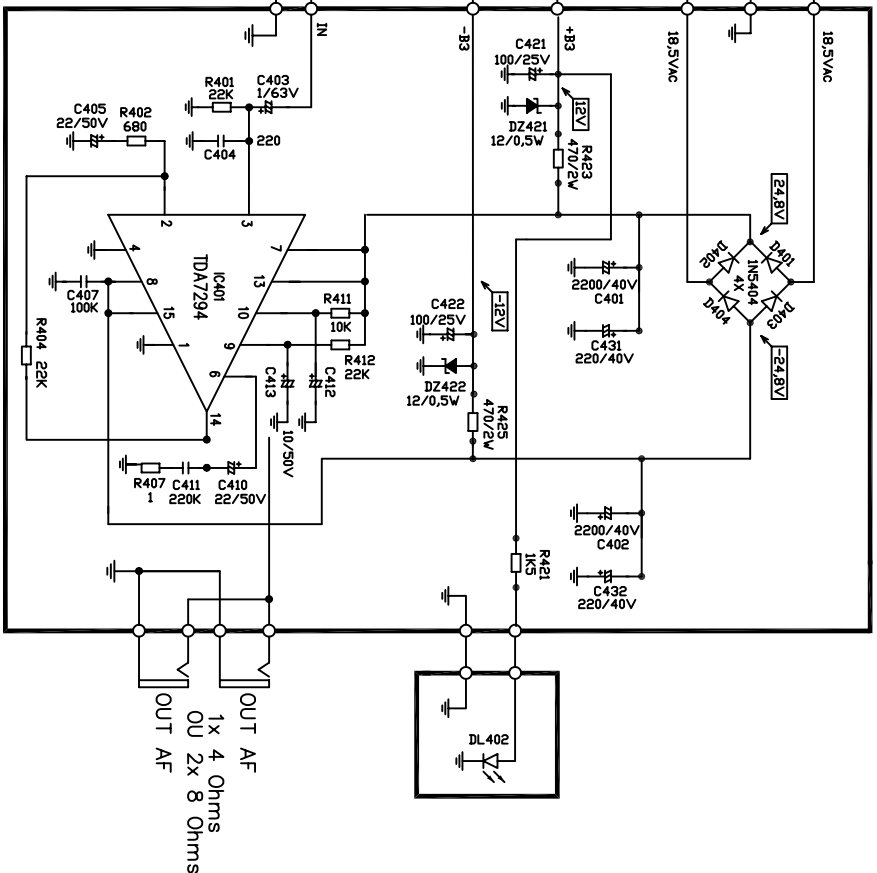 IN
-B3
+B3
18,5VAC
18,5VAC
C421
100/25V
12V
DZ421
12/0,5W
R423
470/2W
R401
22K
C403
1/63V
C405
22/50V
R402
680
C404
220
24,8V
D402
D401
1N5404
4X
D404
D403
-24,8V
2
3
4
7
8
13
15
10
1
9
6
14
IC401
TDA7294
C407
100K
R411
10K
R412
22K
R404 22K
C413
C412
10/50V
-12V
C422
100/25V
DZ422
12/0,5W
R425
470/2W
2200/40V
C401
C431
220/40V
R407
1
C411
220K
C410
22/50V
2200/40V
C402
C432
220/40V
R421
1K5
DL402
OUT AF
1x 4 Ohms
OU 2x 8 Ohms
OUT AF